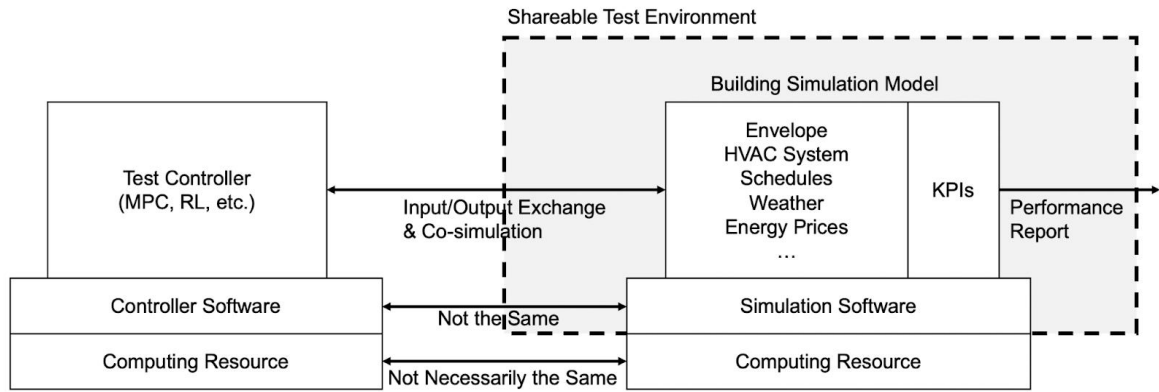 Shareable Test Environment
Building Simulation Model
Test Controller
(MPC, RL, etc.)
Input/Output Exchange
& Co-simulation
Envelope
HVAC System
Schedules
Weather
Energy Prices
...
KPIs
Performance
Report
Controller Software
Not the Same
Simulation Software
Computing Resource
Not Necessarily the Same
Computing Resource